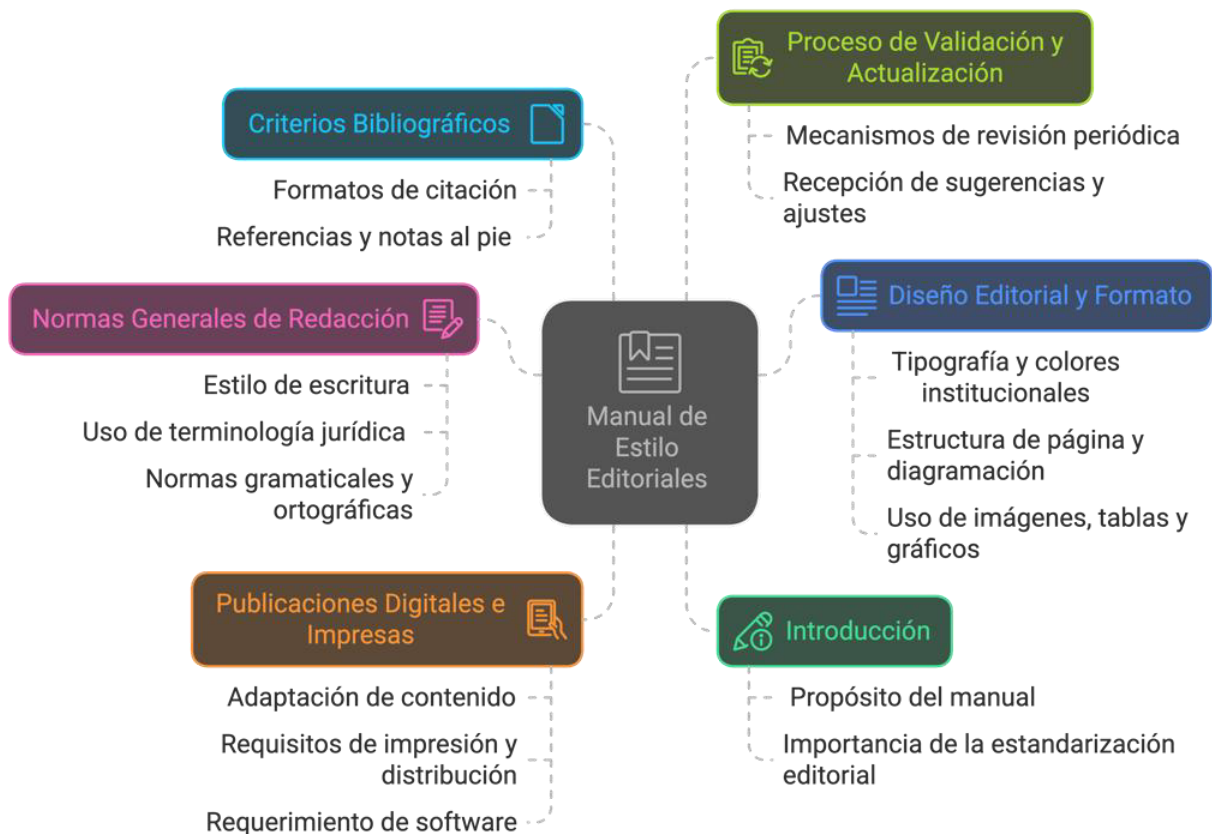 Proceso de Validación y
Actualización
Mecanismos de revisión periódica
Recepción de sugerencias y
ajustes
Criterios Bibliográficos
Formatos de citación
Referencias y notas al pie
Normas Generales de Redacción
Estilo de escritura
Uso de terminología jurídica
Normas gramaticales y
ortográficas
Manual de
Estilo
Editoriales
Diseño Editorial y Formato
Tipografía y colores
institucionales
Estructura de página y
diagramación
Uso de imágenes, tablas y
gráficos
Publicaciones Digitales e
Impresas
Adaptación de contenido
Requisitos de impresión y
distribución
Requerimiento de software
Introducción
Propósito del manual
Importancia de la estandarización
editorial